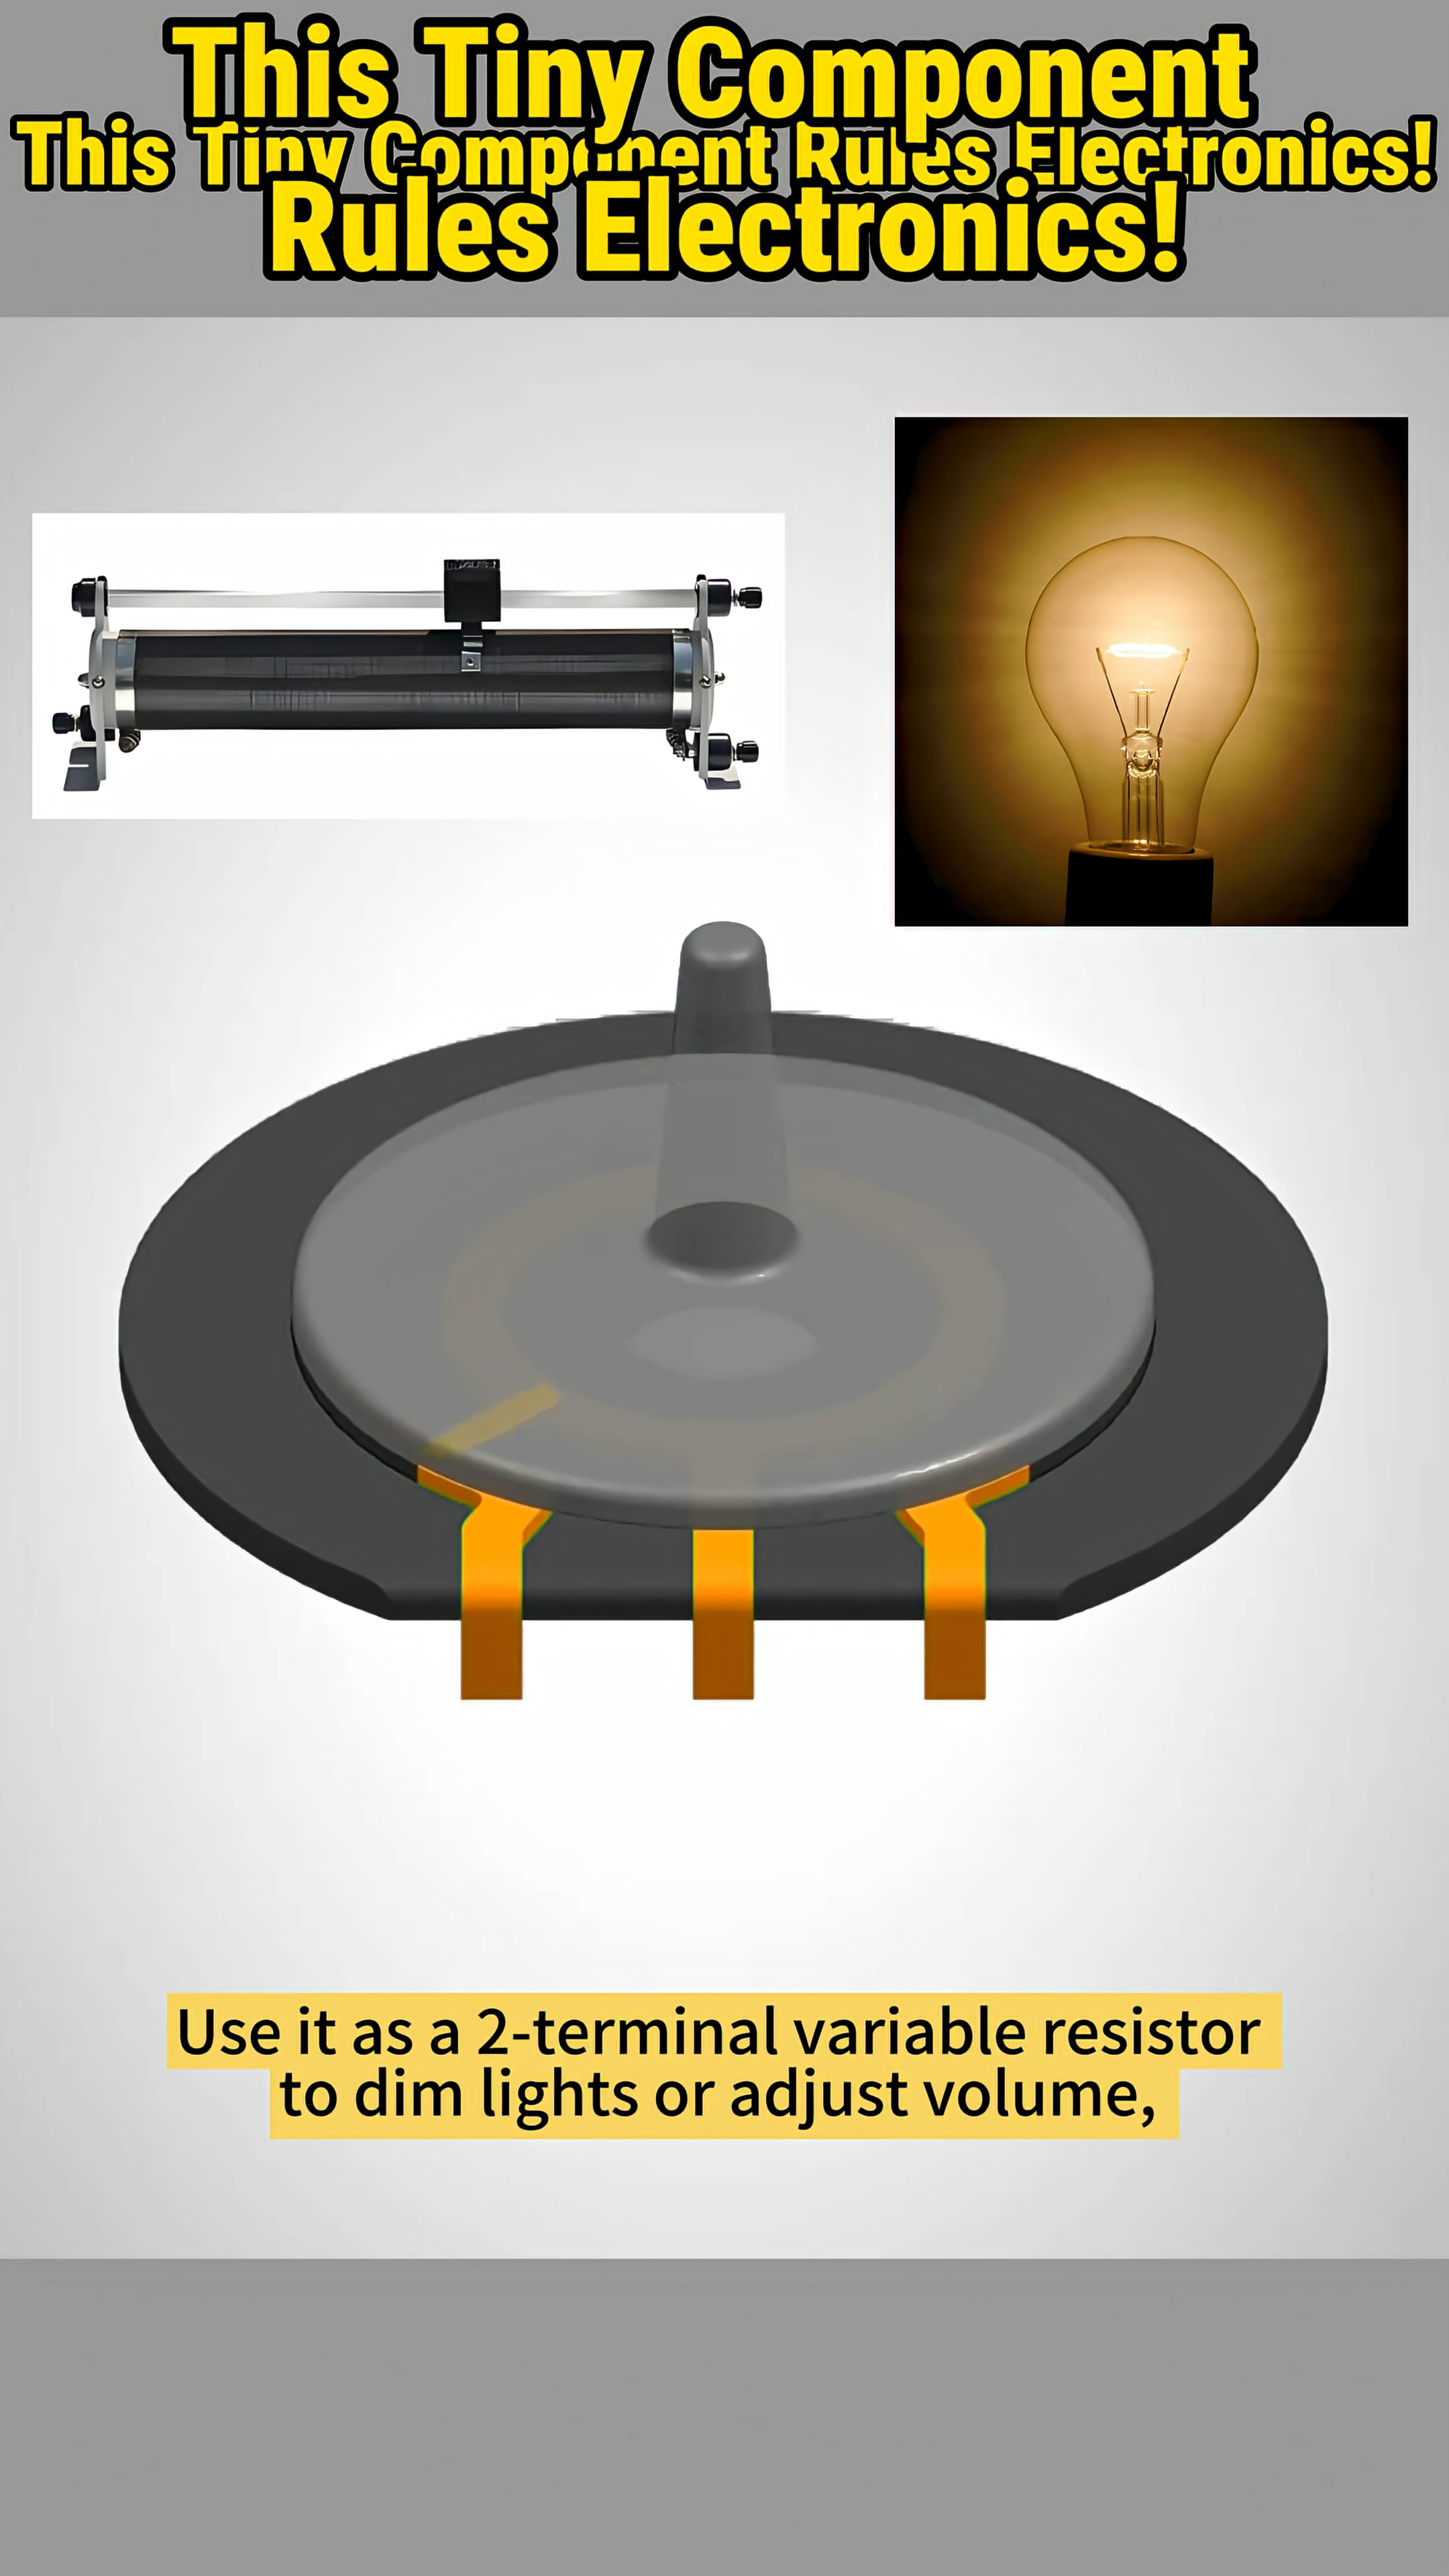 This Tiny Component
This Tiny Component Rules Electronics!
Rules Electronics!
Use it as a 2-terminal variable resistor
to dim lights or adjust volume,